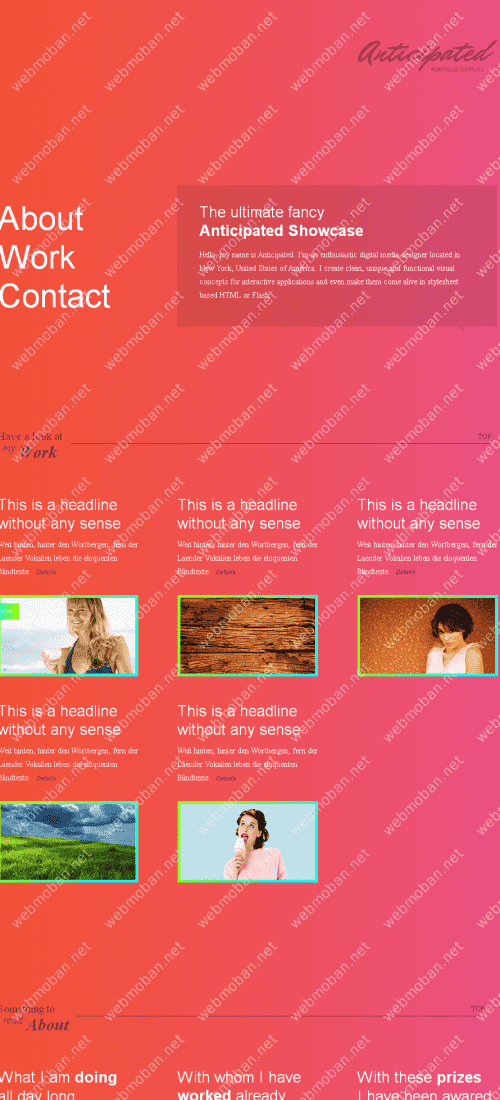 Anticipated
PORTFOLIO TEMPLATE
About
Work
Contact
The ultimate fancy
Anticipated Showcase
Hello, my name is Anticipated. I'm an enthusiastic digital media designer located in
New York, United States of America. I create clean, unique and functional visual
concepts for interactive applications and even make them come alive in stylesheet
based HTML or Flash.
Have a look at
my Work
TOP
This is a headline
without any sense
Weit hinten, hinter den Wortbergen, fern der
Laender Vokalien leben die eloquenten
Blindtexte. Details
This is a headline
without any sense
Weit hinten, hinter den Wortbergen, fern der
Laender Vokalien leben die eloquenten
Blindtexte. Details
This is a headline
without any sense
Weit hinten, hinter den Wortbergen, fern der
Laender Vokalien leben die eloquenten
Blindtexte. Details
This is a headline
without any sense
Weit hinten, hinter den Wortbergen, fern der
Laender Vokalien leben die eloquenten
Blindtexte. Details
This is a headline
without any sense
Weit hinten, hinter den Wortbergen, fern der
Laender Vokalien leben die eloquenten
Blindtexte. Details
Something to
read About
TOP
What I am doing
all day long
With whom I have
worked already
With these prizes
I have been awared
webmoban.net